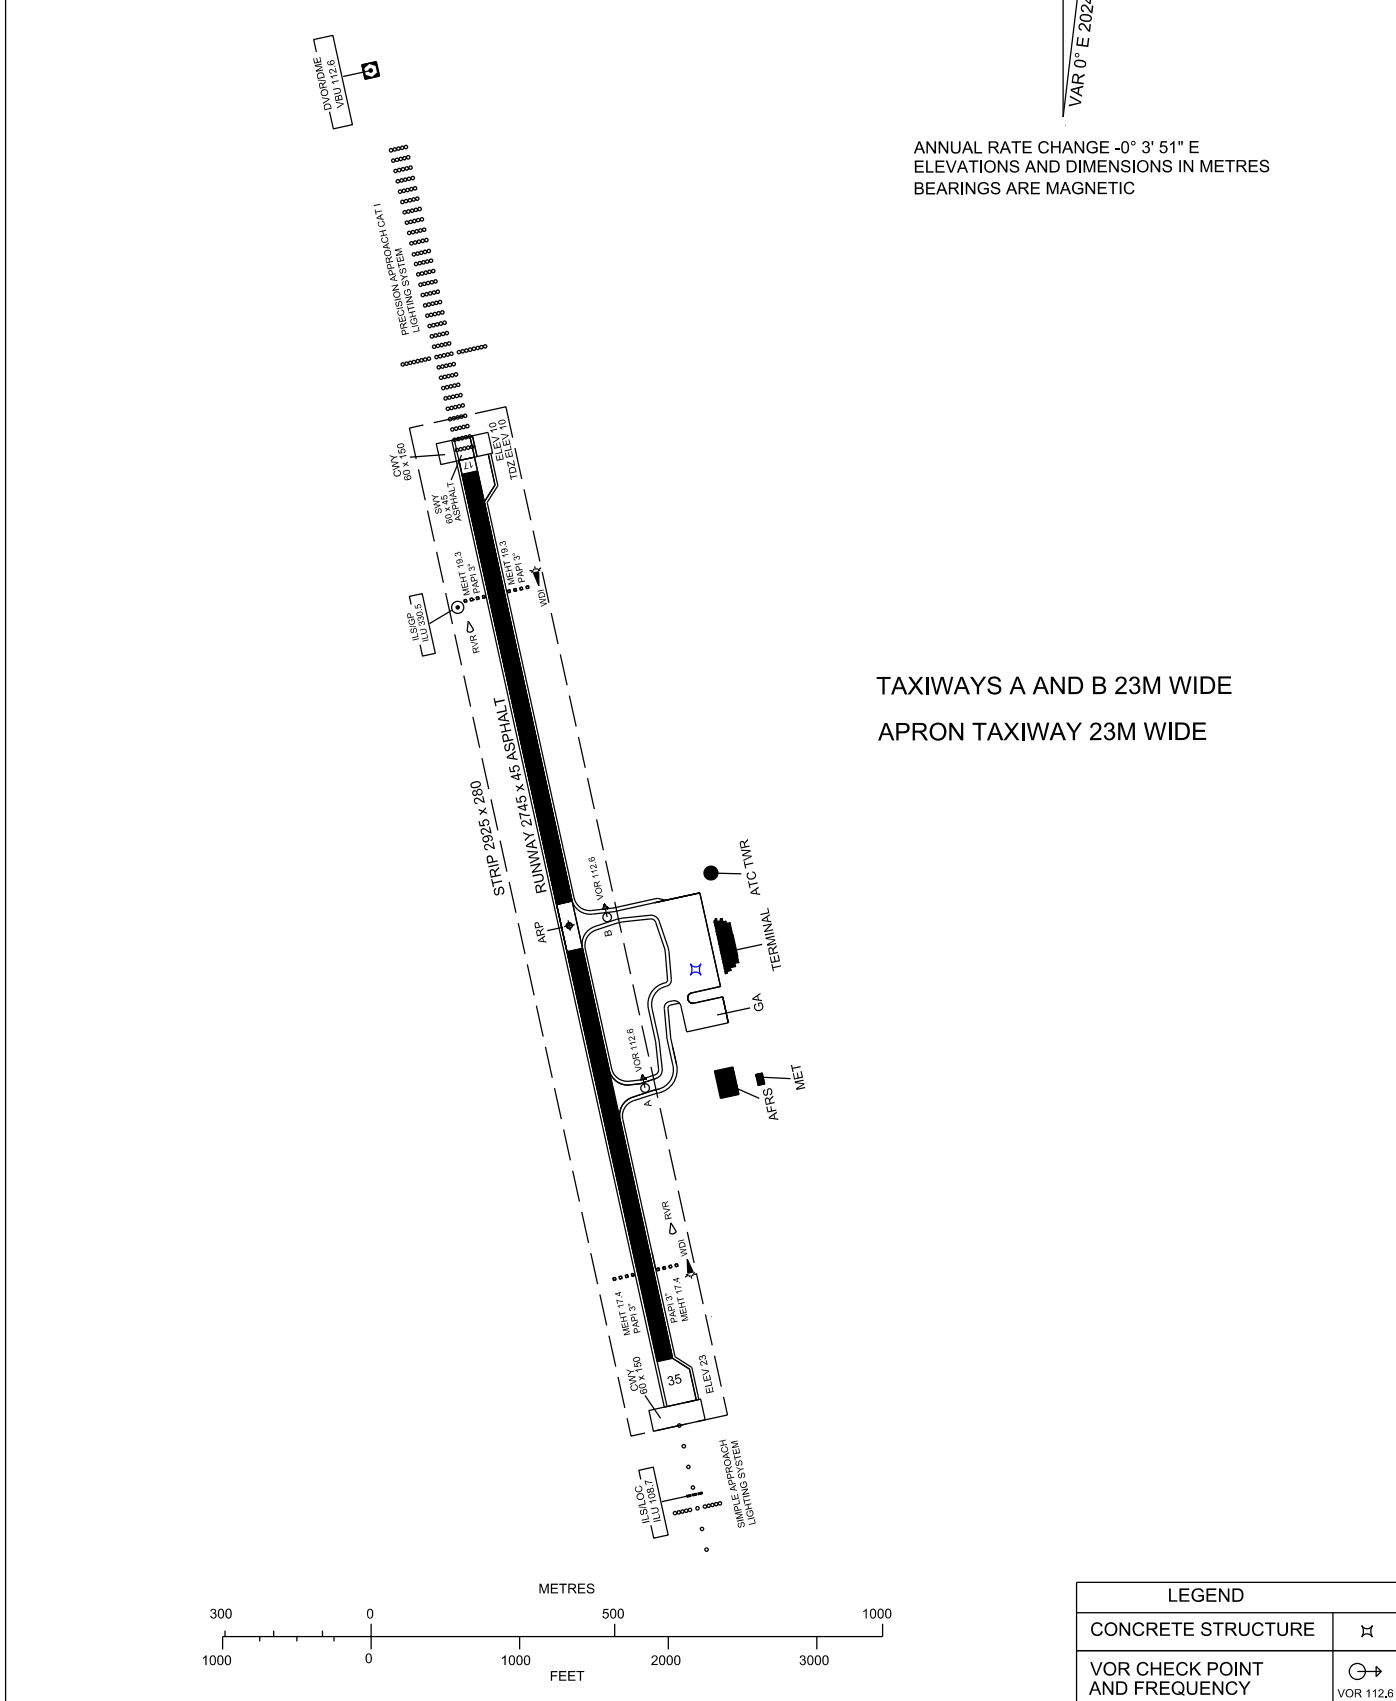 VAR 0° E 2024
ANNUAL RATE CHANGE -0° 3' 51" E
ELEVATIONS AND DIMENSIONS IN METRES
BEARINGS ARE MAGNETIC
DVOR/DME
VBU 112.6
PRECISION APPROACH CAT I
LIGHTING SYSTEM
CWY
60 x 150
SWY
60 x 45
ASPHALT
17
ELEV 10
TDZ ELEV 10
MEHT 19.3
PAPI 3°
MEHT 19.3
PAPI 3°
WDI
ILS/GP
ILU 330.5
RVR
TAXIWAYS A AND B 23M WIDE
APRON TAXIWAY 23M WIDE
STRIP 2925 x 280
RUNWAY 2745 x 45 ASPHALT
ARP
VOR 112.6
B
ATC TWR
TERMINAL
GA
VOR 112.6
A
AFRS
MET
RVR
WDI
MEHT 17.4
PAPI 3°
PAPI 3°
MEHT 17.4
CWY
60 x 150
35
ELEV 23
ILS/LOC
ILU 108.7
SIMPLE APPROACH
LIGHTING SYSTEM
METRES
300 0 500 1000
1000 0 1000 2000 3000
FEET
LEGEND
CONCRETE STRUCTURE
VOR CHECK POINT
AND FREQUENCY
VOR 112.6